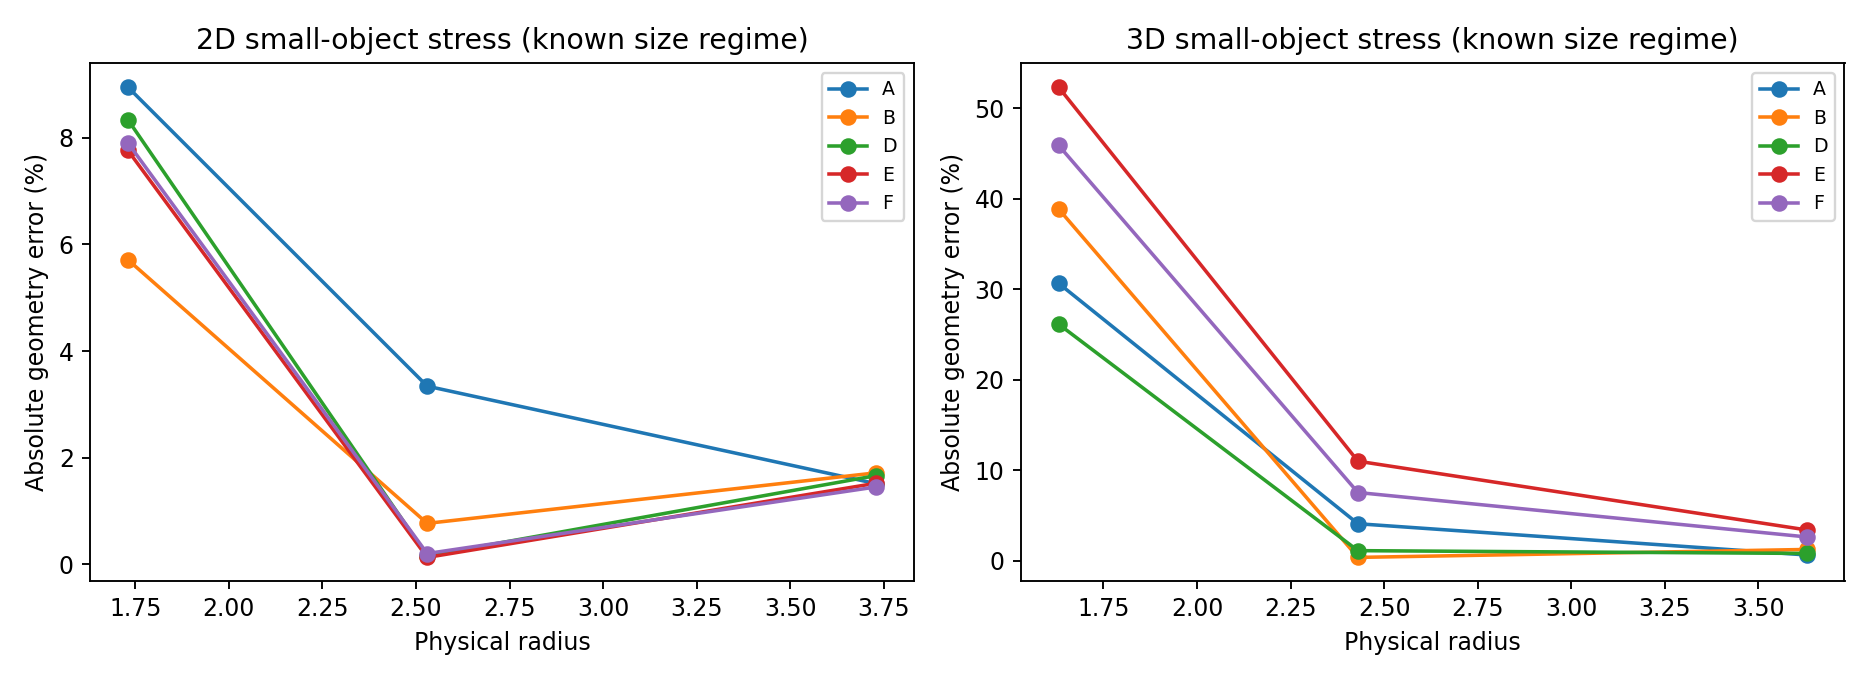 2D small-object stress (known size regime)
Absolute geometry error (%)
8
6
4
2
0
1.75 2.00 2.25 2.50 2.75 3.00 3.25 3.50 3.75
Physical radius
A
B
D
E
F
3D small-object stress (known size regime)
Absolute geometry error (%)
50
40
30
20
10
0
1.75 2.00 2.25 2.50 2.75 3.00 3.25 3.50
Physical radius
A
B
D
E
F